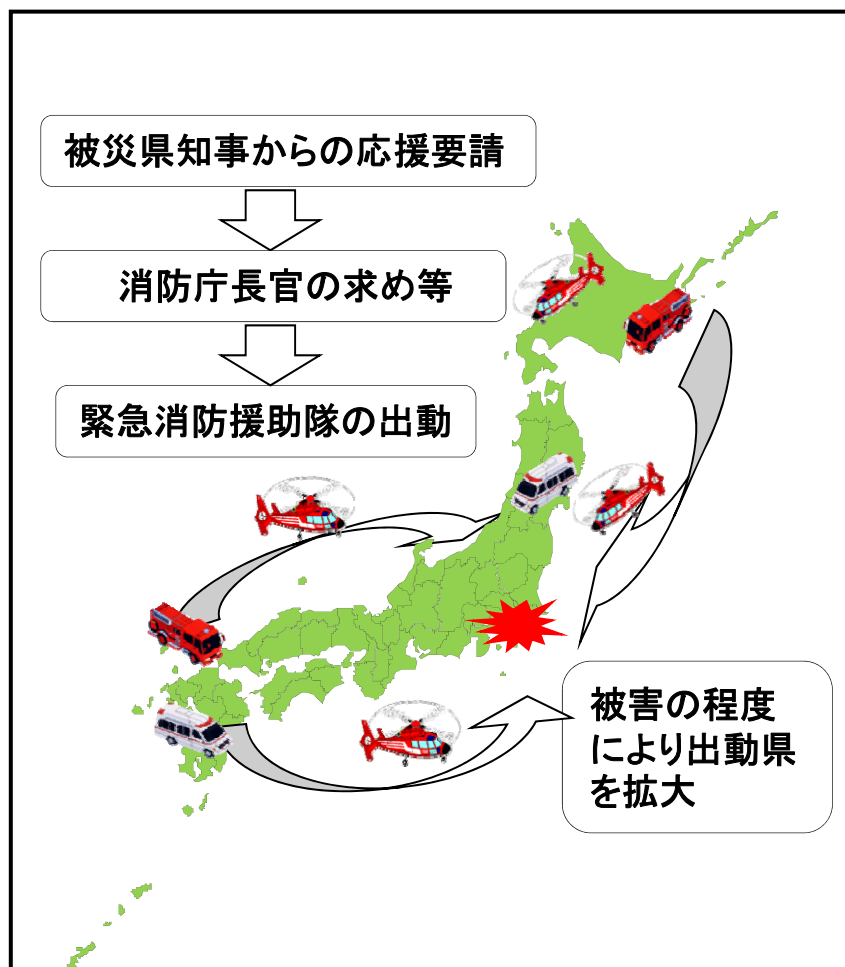 被災県知事からの応援要請
消防庁長官の求め等
緊急消防援助隊の出動
被害の程度
により出動県
を拡大